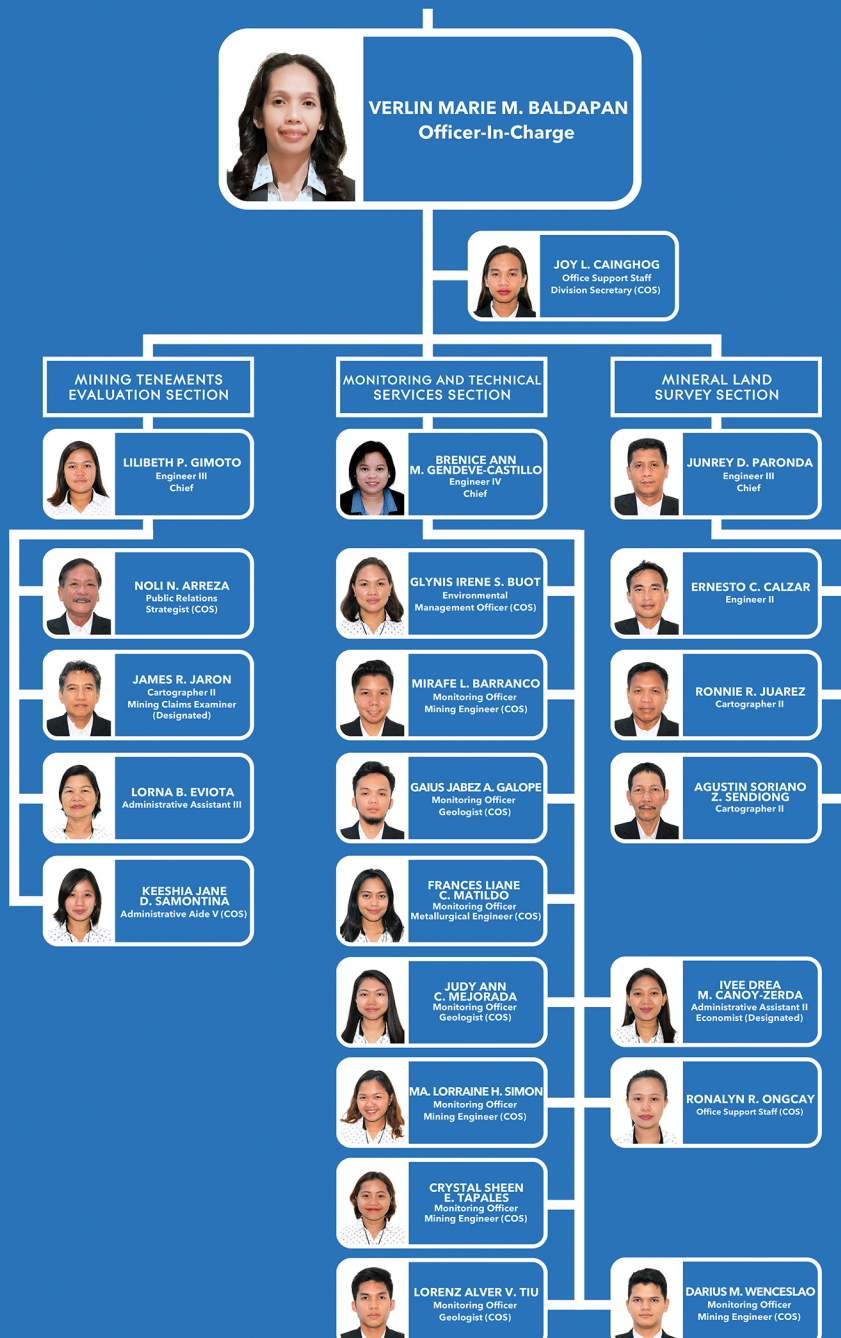 VERLIN MARIE M. BALDAPAN
Officer-In-Charge
JOY L. CAINGHOG
Office Support Staff
Division Secretary (COS)
MINING TENEMENTS
EVALUATION SECTION
LILIBETH P. GIMOTO
Engineer III
Chief
NOLI N. ARREZA
Public Relations
Strategist (COS)
JAMES R. JARON
Cartographer II
Mining Claims Examiner
(Designated)
LORNA B. EVIOTA
Administrative Assistant III
KEESHIA JANE
D. SAMONTINA
Administrative Aide V (COS)
MONITORING AND TECHNICAL
SERVICES SECTION
BRENICE ANN
M. GENDEVE-CASTILLO
Engineer IV
Chief
GLYNIS IRENE S. BUOT
Environmental
Management Officer (COS)
MIRAFE L. BARRANCO
Monitoring Officer
Mining Engineer (COS)
GAIUS JABEZ A. GALOPE
Monitoring Officer
Geologist (COS)
FRANCES LIANE
C. MATILDO
Monitoring Officer
Metallurgical Engineer (COS)
JUDY ANN
C. MEJORADA
Monitoring Officer
Geologist (COS)
MA. LORRAINE H. SIMON
Monitoring Officer
Mining Engineer (COS)
CRYSTAL SHEEN
E. TAPALES
Monitoring Officer
Mining Engineer (COS)
LORENZ ALVER V. TIU
Monitoring Officer
Geologist (COS)
MINERAL LAND
SURVEY SECTION
JUNREY D. PARONDA
Engineer III
Chief
ERNESTO C. CALZAR
Engineer II
RONNIE R. JUAREZ
Cartographer II
AGUSTIN SORIANO
Z. SENDIONG
Cartographer II
IVEE DREA
M. CANOY-ZERDA
Administrative Assistant II
Economist (Designated)
RONALYN R. ONGCAY
Office Support Staff (COS)
DARIUS M. WENCESLAO
Monitoring Officer
Mining Engineer (COS)